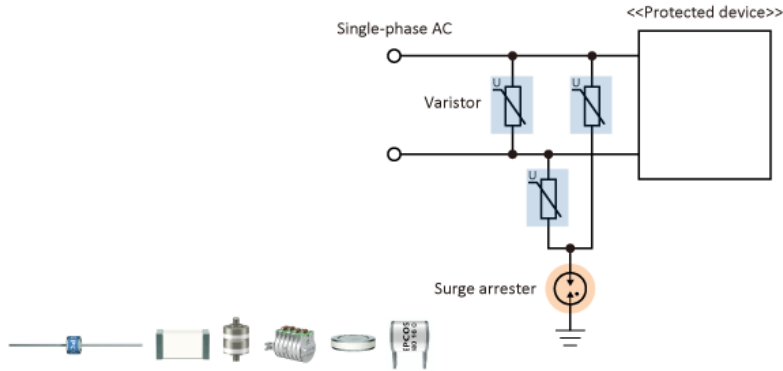 <<Protected device>>
Single-phase AC
U
U
Varistor
U
Surge arrester
EPCOS